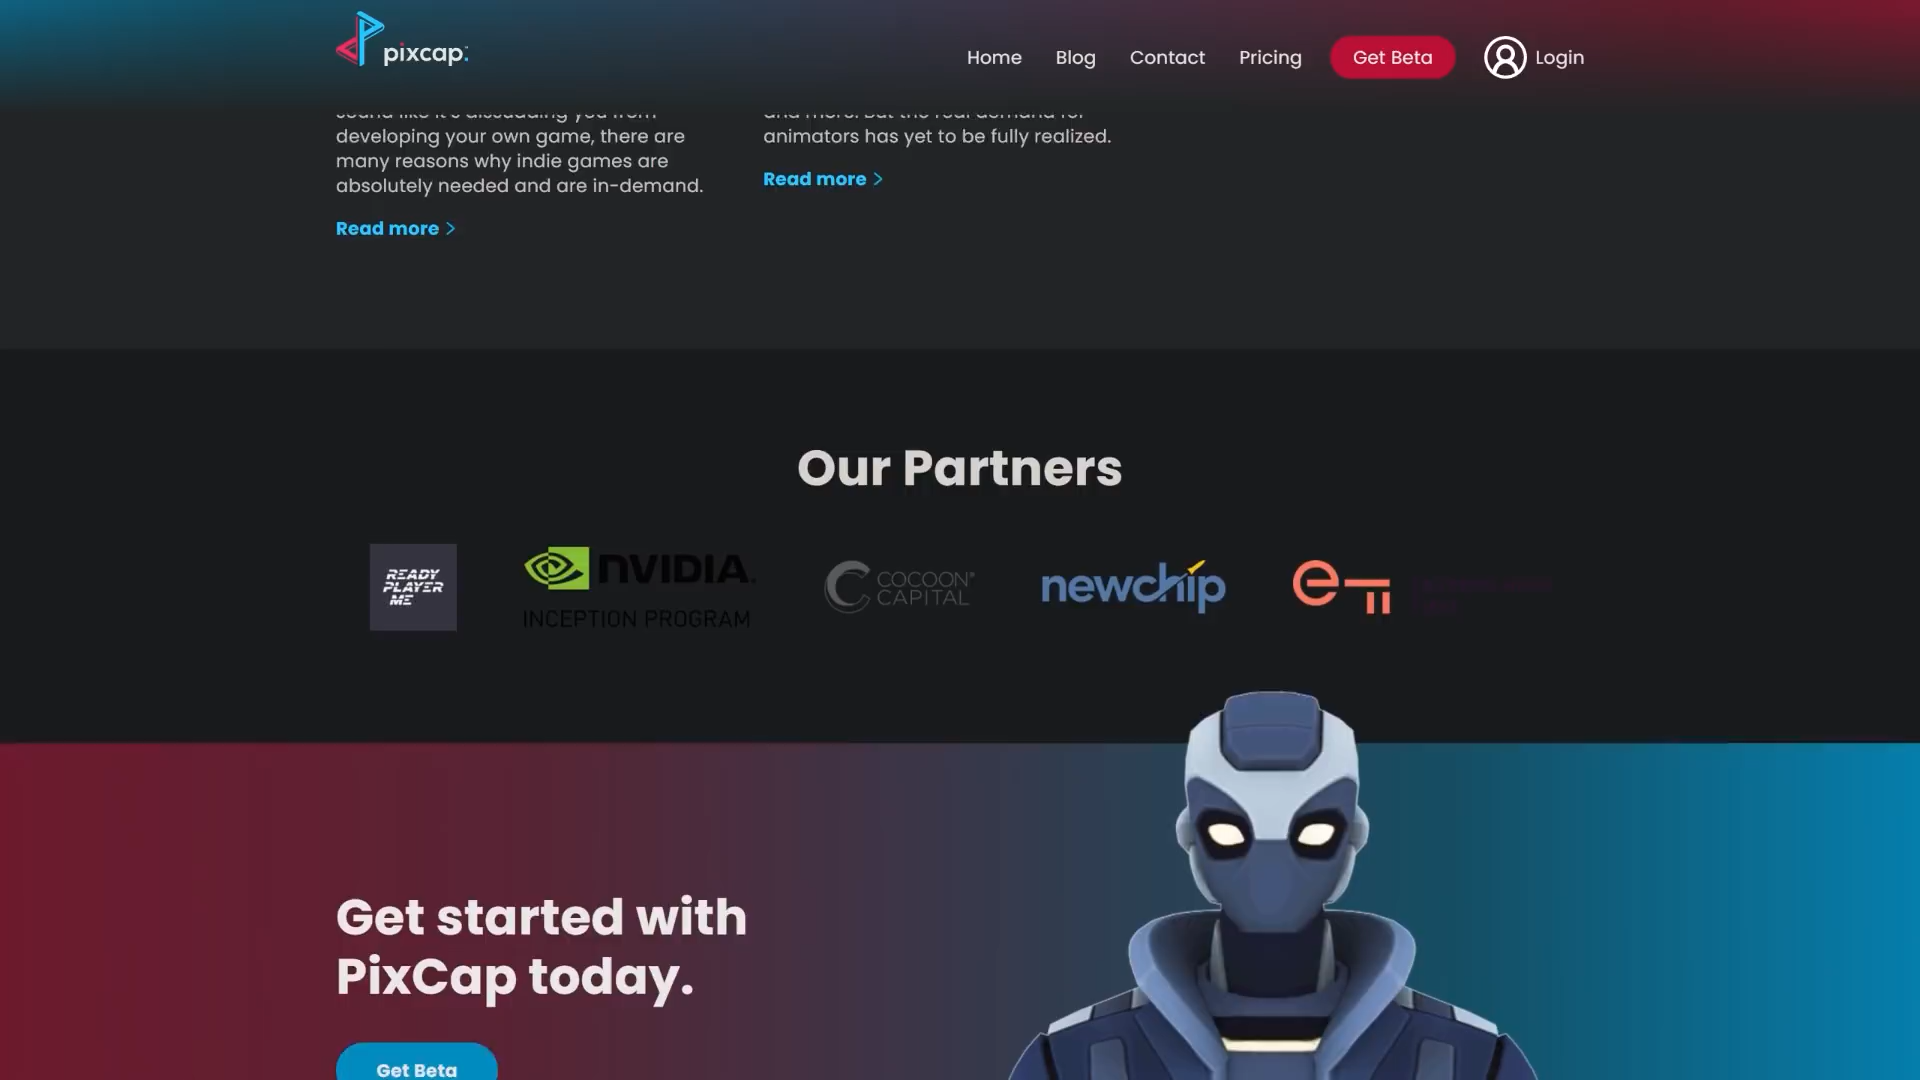 pixcap.
Home
Blog
Contact
Pricing
Get Beta
Login
developing your own game, there are
many reasons why indie games are
absolutely needed and are in-demand.
Read more >
animators has yet to be fully realized.
Read more >
Our Partners
READY
PLAYER
ME
NVIDIA.
INCEPTION PROGRAM
COCOON
CAPITAL
newchip
Get started with
PixCap today.
Get Beta